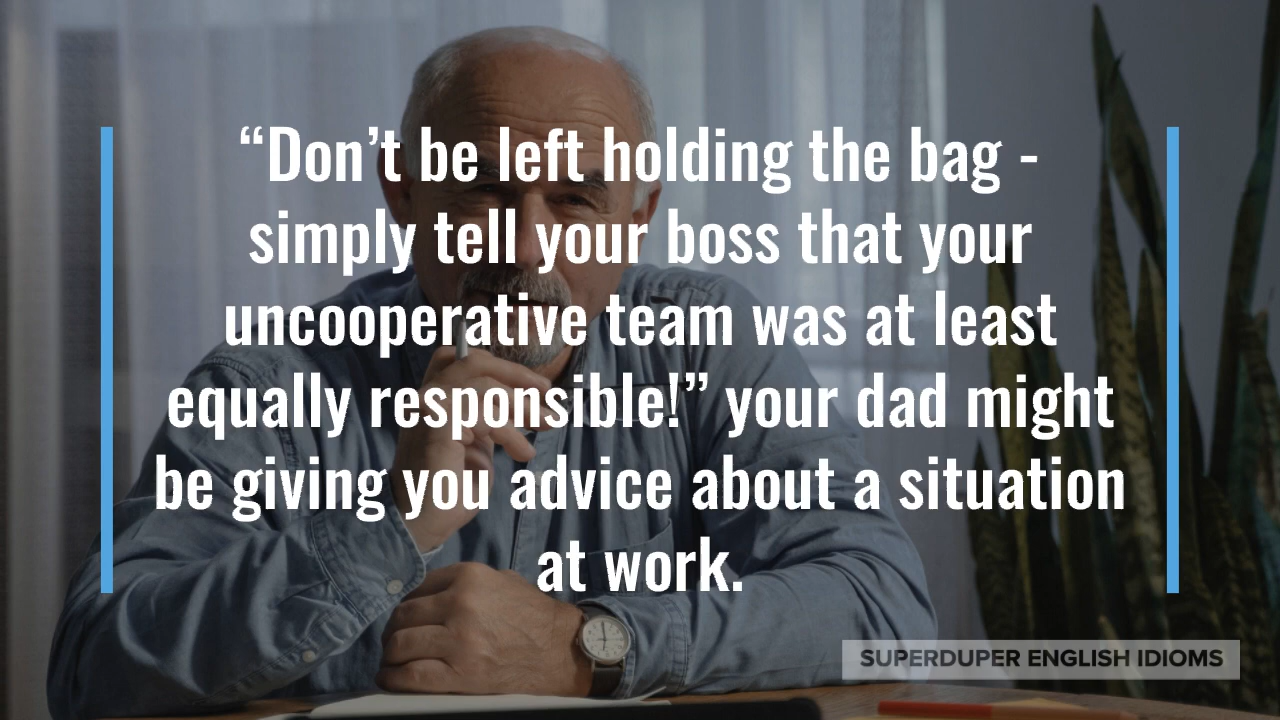 “Don’t be left holding the bag -
simply tell your boss that your
uncooperative team was at least
equally responsible!” your dad might
be giving you advice about a situation
at work.
SUPERDUPER ENGLISH IDIOMS